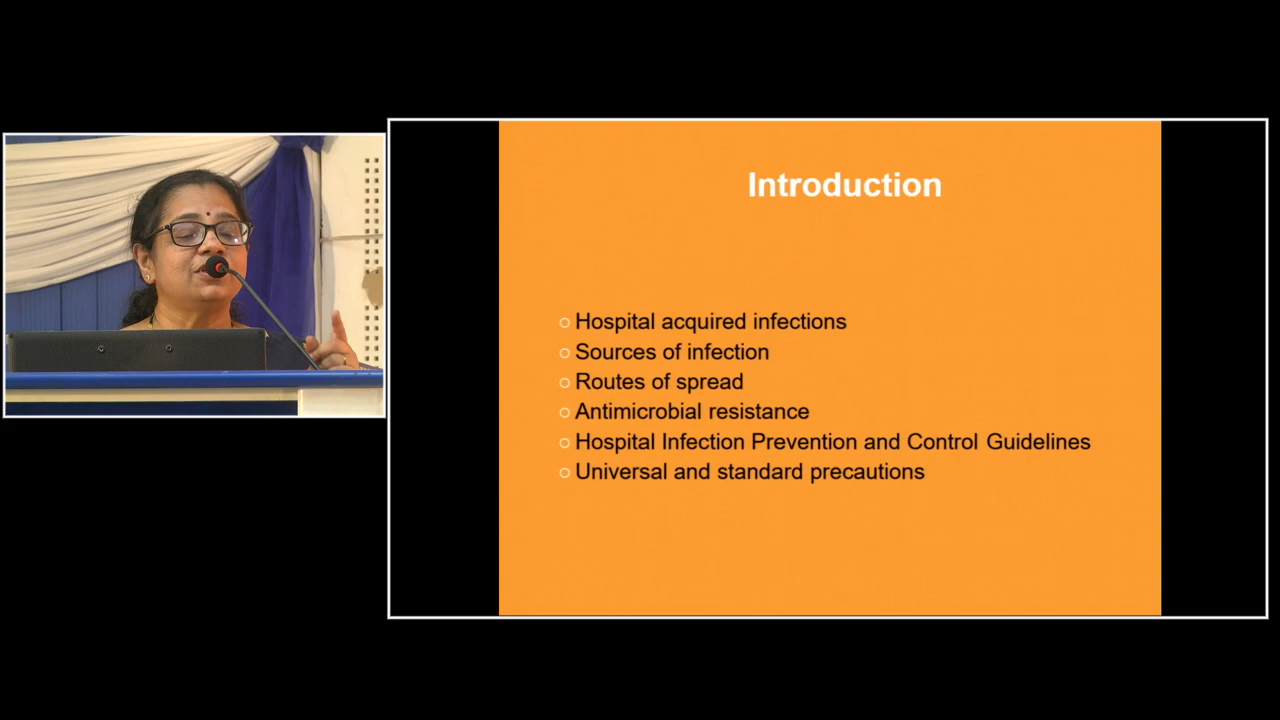 Introduction
Hospital acquired infections
Sources of infection
Routes of spread
Antimicrobial resistance
Hospital Infection Prevention and Control Guidelines
Universal and standard precautions